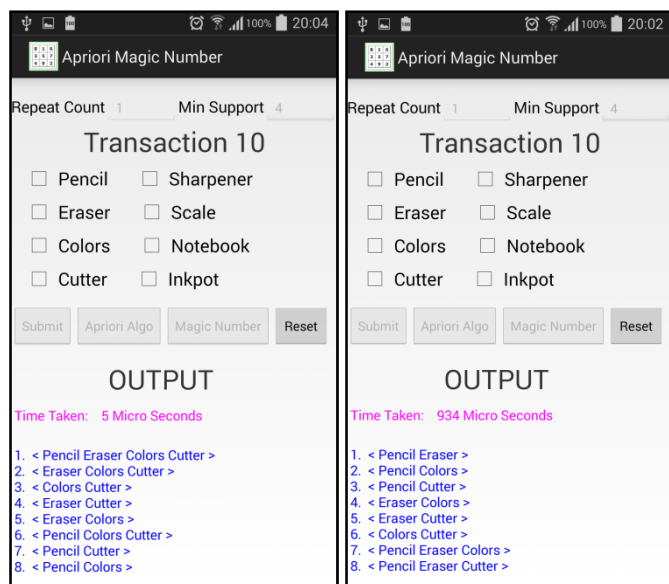 100 100% 20:04
Apriori Magic Number
Repeat Count 1 Min Support 4
Transaction 10
Pencil Sharpener
Eraser Scale
Colors Notebook
Cutter Inkpot
Submit Apriori Algo Magic Number Reset
OUTPUT
Time Taken: 5 Micro Seconds
1. < Pencil Eraser Colors Cutter >
2. < Eraser Colors Cutter >
3. < Colors Cutter >
4. < Eraser Cutter >
5. < Eraser Colors >
6. < Pencil Colors Cutter >
7. < Pencil Cutter >
8. < Pencil Colors >
100 100% 20:02
Apriori Magic Number
Repeat Count 1 Min Support 4
Transaction 10
Pencil Sharpener
Eraser Scale
Colors Notebook
Cutter Inkpot
Submit Apriori Algo Magic Number Reset
OUTPUT
Time Taken: 934 Micro Seconds
1. < Pencil Eraser >
2. < Pencil Colors >
3. < Pencil Cutter >
4. < Eraser Colors >
5. < Eraser Cutter >
6. < Colors Cutter >
7. < Pencil Eraser Colors >
8. < Pencil Eraser Cutter >